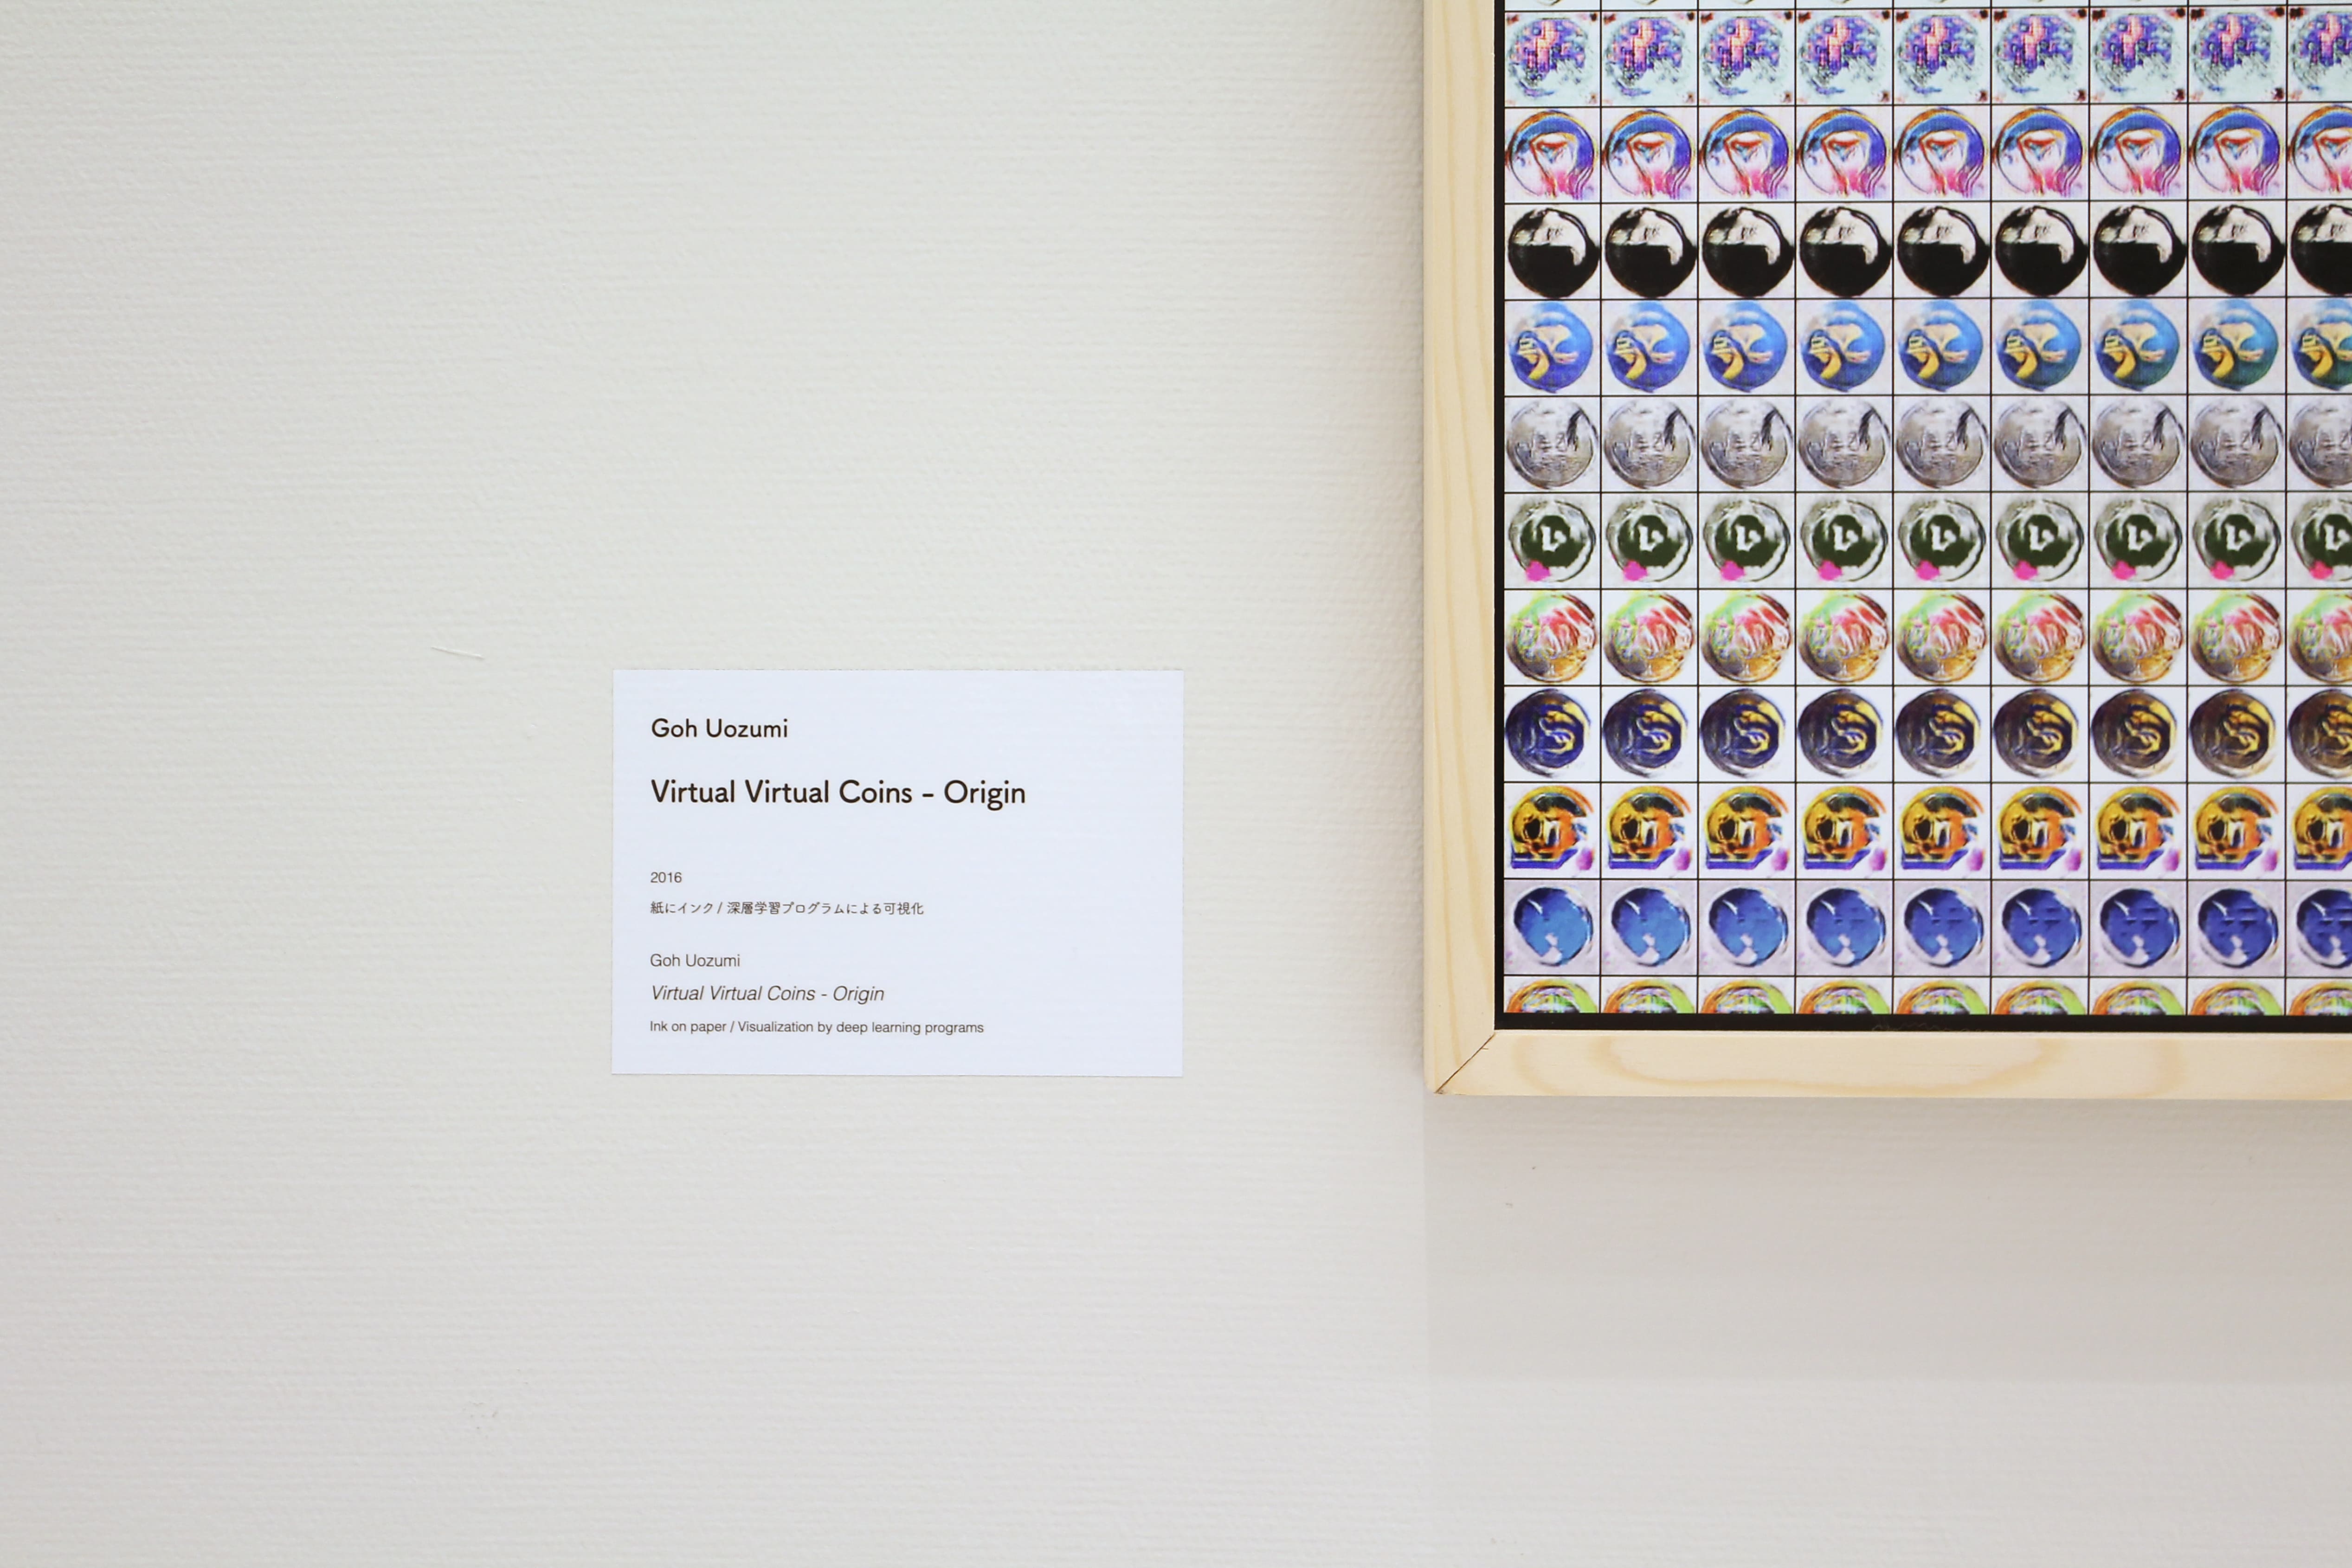 Goh Uozumi
Virtual Virtual Coins – Origin
2016
紙にインク / 深層学習プログラムによる可視化
Goh Uozumi
Virtual Virtual Coins - Origin
Ink on paper / Visualization by deep learning programs